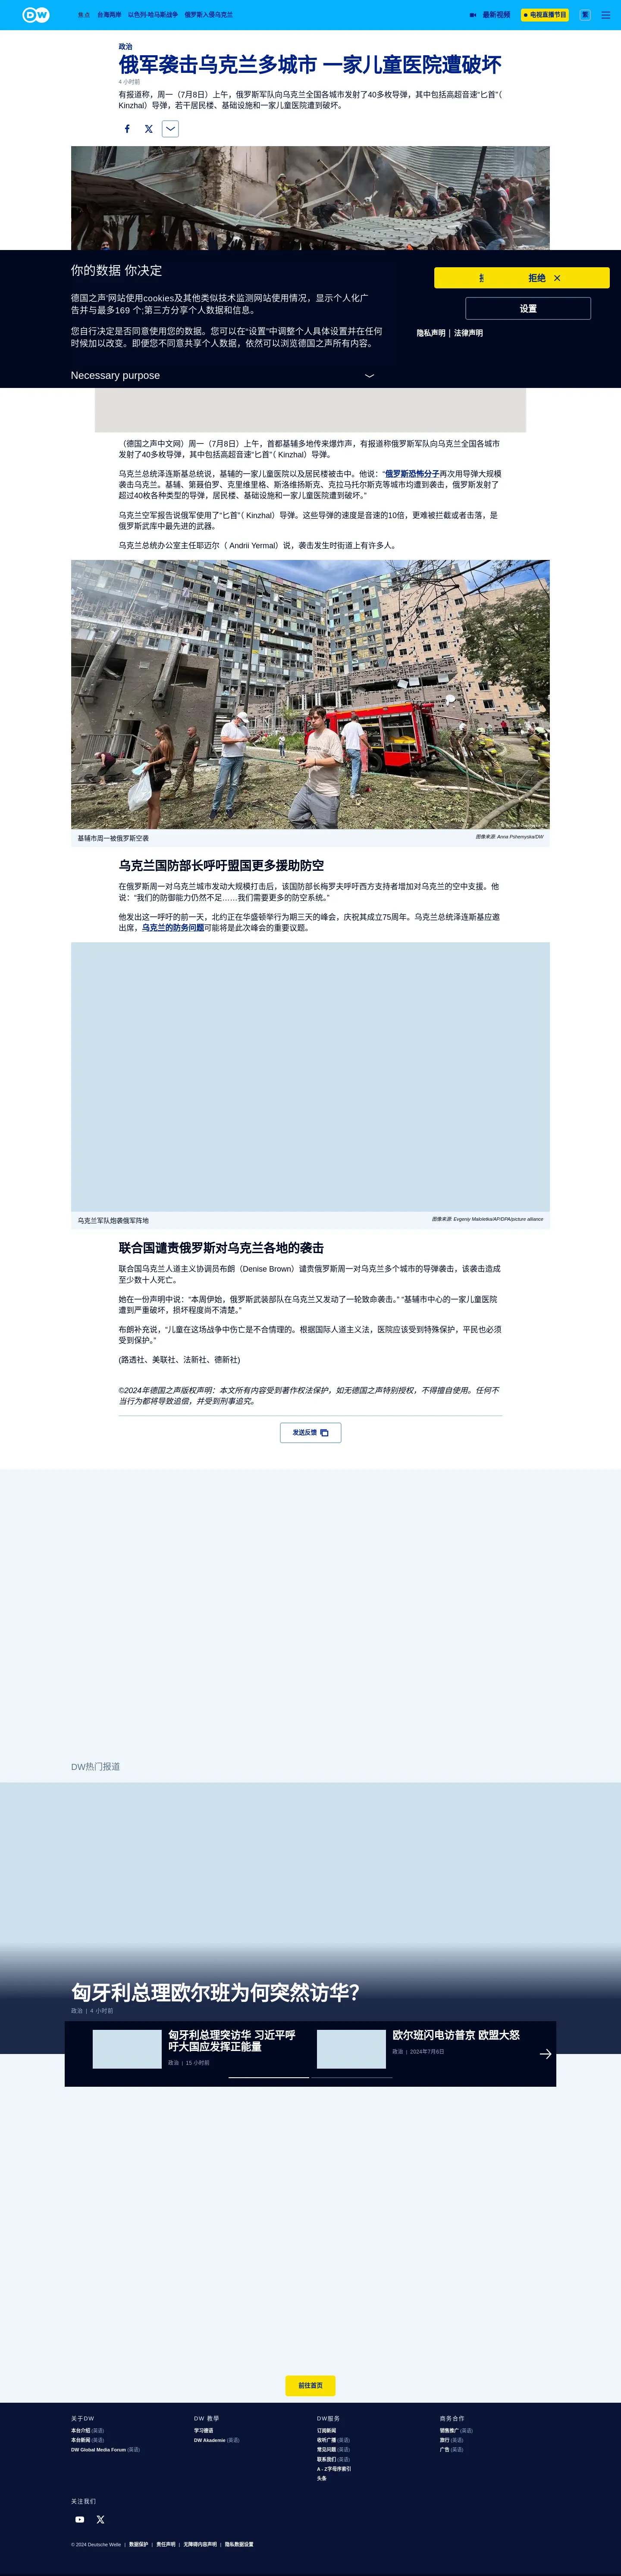 DW
焦点
台海两岸
以色列-哈马斯战争
俄罗斯入侵乌克兰
最新视频
电视直播节目
繁
政治
俄军袭击乌克兰多城市 一家儿童医院遭破坏
4 小时前
有报道称，周一（7月8日）上午，俄罗斯军队向乌克兰全国各城市发射了40多枚导弹，其中包括高超音速“匕首”（
Kinzhal）导弹，若干居民楼、基础设施和一家儿童医院遭到破坏。
你的数据 你决定
德国之声'网站使用cookies及其他类似技术监测网站使用情况，显示个人化广
告并与最多169 个;第三方分享个人数据和信息。
您自行决定是否同意使用您的数据。您可以在“设置”中调整个人具体设置并在任何
时候加以改变。即便您不同意共享个人数据，依然可以浏览德国之声所有内容。
Necessary purpose
拒绝
设置
隐私声明 | 法律声明
（德国之声中文网）周一（7月8日）上午，首都基辅多地传来爆炸声，有报道称俄罗斯军队向乌克兰全国各城市
发射了40多枚导弹，其中包括高超音速“匕首”（ Kinzhal）导弹。
乌克兰总统泽连斯基总统说，基辅的一家儿童医院以及居民楼被击中。他说："俄罗斯恐怖分子再次用导弹大规模
袭击乌克兰。基辅、第聂伯罗、克里维里格、斯洛维扬斯克、克拉马托尔斯克等城市均遭到袭击，俄罗斯发射了
超过40枚各种类型的导弹，居民楼、基础设施和一家儿童医院遭到破坏。”
乌克兰空军报告说俄军使用了“匕首”（ Kinzhal）导弹。这些导弹的速度是音速的10倍，更难被拦截或者击落，是
俄罗斯武库中最先进的武器。
乌克兰总统办公室主任耶迈尔（ Andrii Yermal）说，袭击发生时街道上有许多人。
基辅市周一被俄罗斯空袭
图像来源: Anna Pshemyska/DW
乌克兰国防部长呼吁盟国更多援助防空
在俄罗斯周一对乌克兰城市发动大规模打击后，该国防部长梅罗夫呼吁西方支持者增加对乌克兰的空中支援。他
说：“我们的防御能力仍然不足……我们需要更多的防空系统。”
他发出这一呼吁的前一天，北约正在华盛顿举行为期三天的峰会，庆祝其成立75周年。乌克兰总统泽连斯基应邀
出席，乌克兰的防务问题可能将是此次峰会的重要议题。
乌克兰军队炮袭俄军阵地
图像来源: Evgeniy Maloletka/AP/DPA/picture alliance
联合国谴责俄罗斯对乌克兰各地的袭击
联合国乌克兰人道主义协调员布朗（Denise Brown）谴责俄罗斯周一对乌克兰多个城市的导弹袭击，该袭击造成
至少数十人死亡。
她在一份声明中说：“本周伊始，俄罗斯武装部队在乌克兰又发动了一轮致命袭击。” “基辅市中心的一家儿童医院
遭到严重破坏，损坏程度尚不清楚。”
布朗补充说，“儿童在这场战争中伤亡是不合情理的。根据国际人道主义法，医院应该受到特殊保护，平民也必须
受到保护。”
(路透社、美联社、法新社、德新社)
©2024年德国之声版权声明：本文所有内容受到著作权法保护，如无德国之声特别授权，不得擅自使用。任何不
当行为都将导致追偿，并受到刑事追究。
发送反馈
DW热门报道
匈牙利总理欧尔班为何突然访华？
政治 | 4 小时前
匈牙利总理突访华 习近平呼
吁大国应发挥正能量
政治 | 15 小时前
欧尔班闪电访普京 欧盟大怒
政治 | 2024年7月6日
前往首页
关于DW
本台介绍 (英语)
本台新闻 (英语)
DW Global Media Forum (英语)
DW 教學
学习德语
DW Akademie (英语)
DW服务
订阅新闻
收听广播 (英语)
常见问题 (英语)
联系我们 (英语)
A - Z字母序索引
头条
商务合作
销售推广 (英语)
旅行 (英语)
广告 (英语)
关注我们
© 2024 Deutsche Welle | 数据保护 | 责任声明 | 无障碍内容声明 | 隐私数据设置